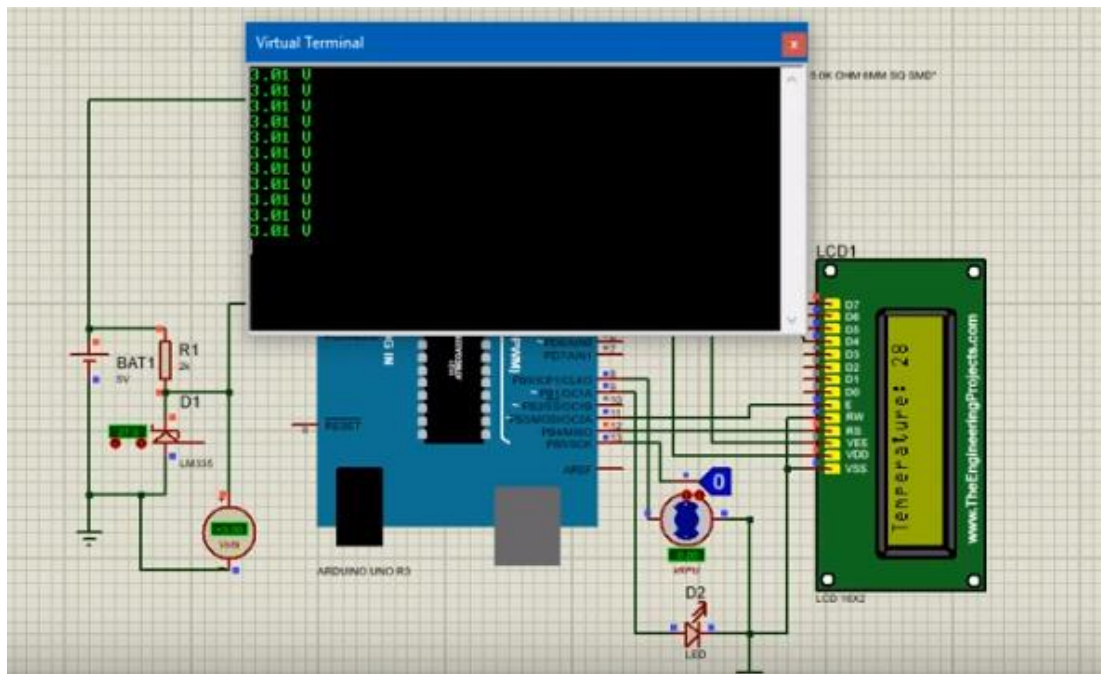 Virtual Terminal
3.01 V
3.01 V
3.01 V
3.01 V
3.01 V
3.01 V
3.01 V
3.01 V
3.01 V
3.01 V
3.01 V
LCD1
D7
D6
D5
D4
D3
D2
D1
D0
E
RW
RS
VEE
VDD
VSS
Temperature: 28
www.TheEngineeringProjects.com
LCD 16X2
BAT1
5V
R1
2k
D1
LM335
Volts
RESET
AREF
ARDUINO UNO R3
0
D2
LED